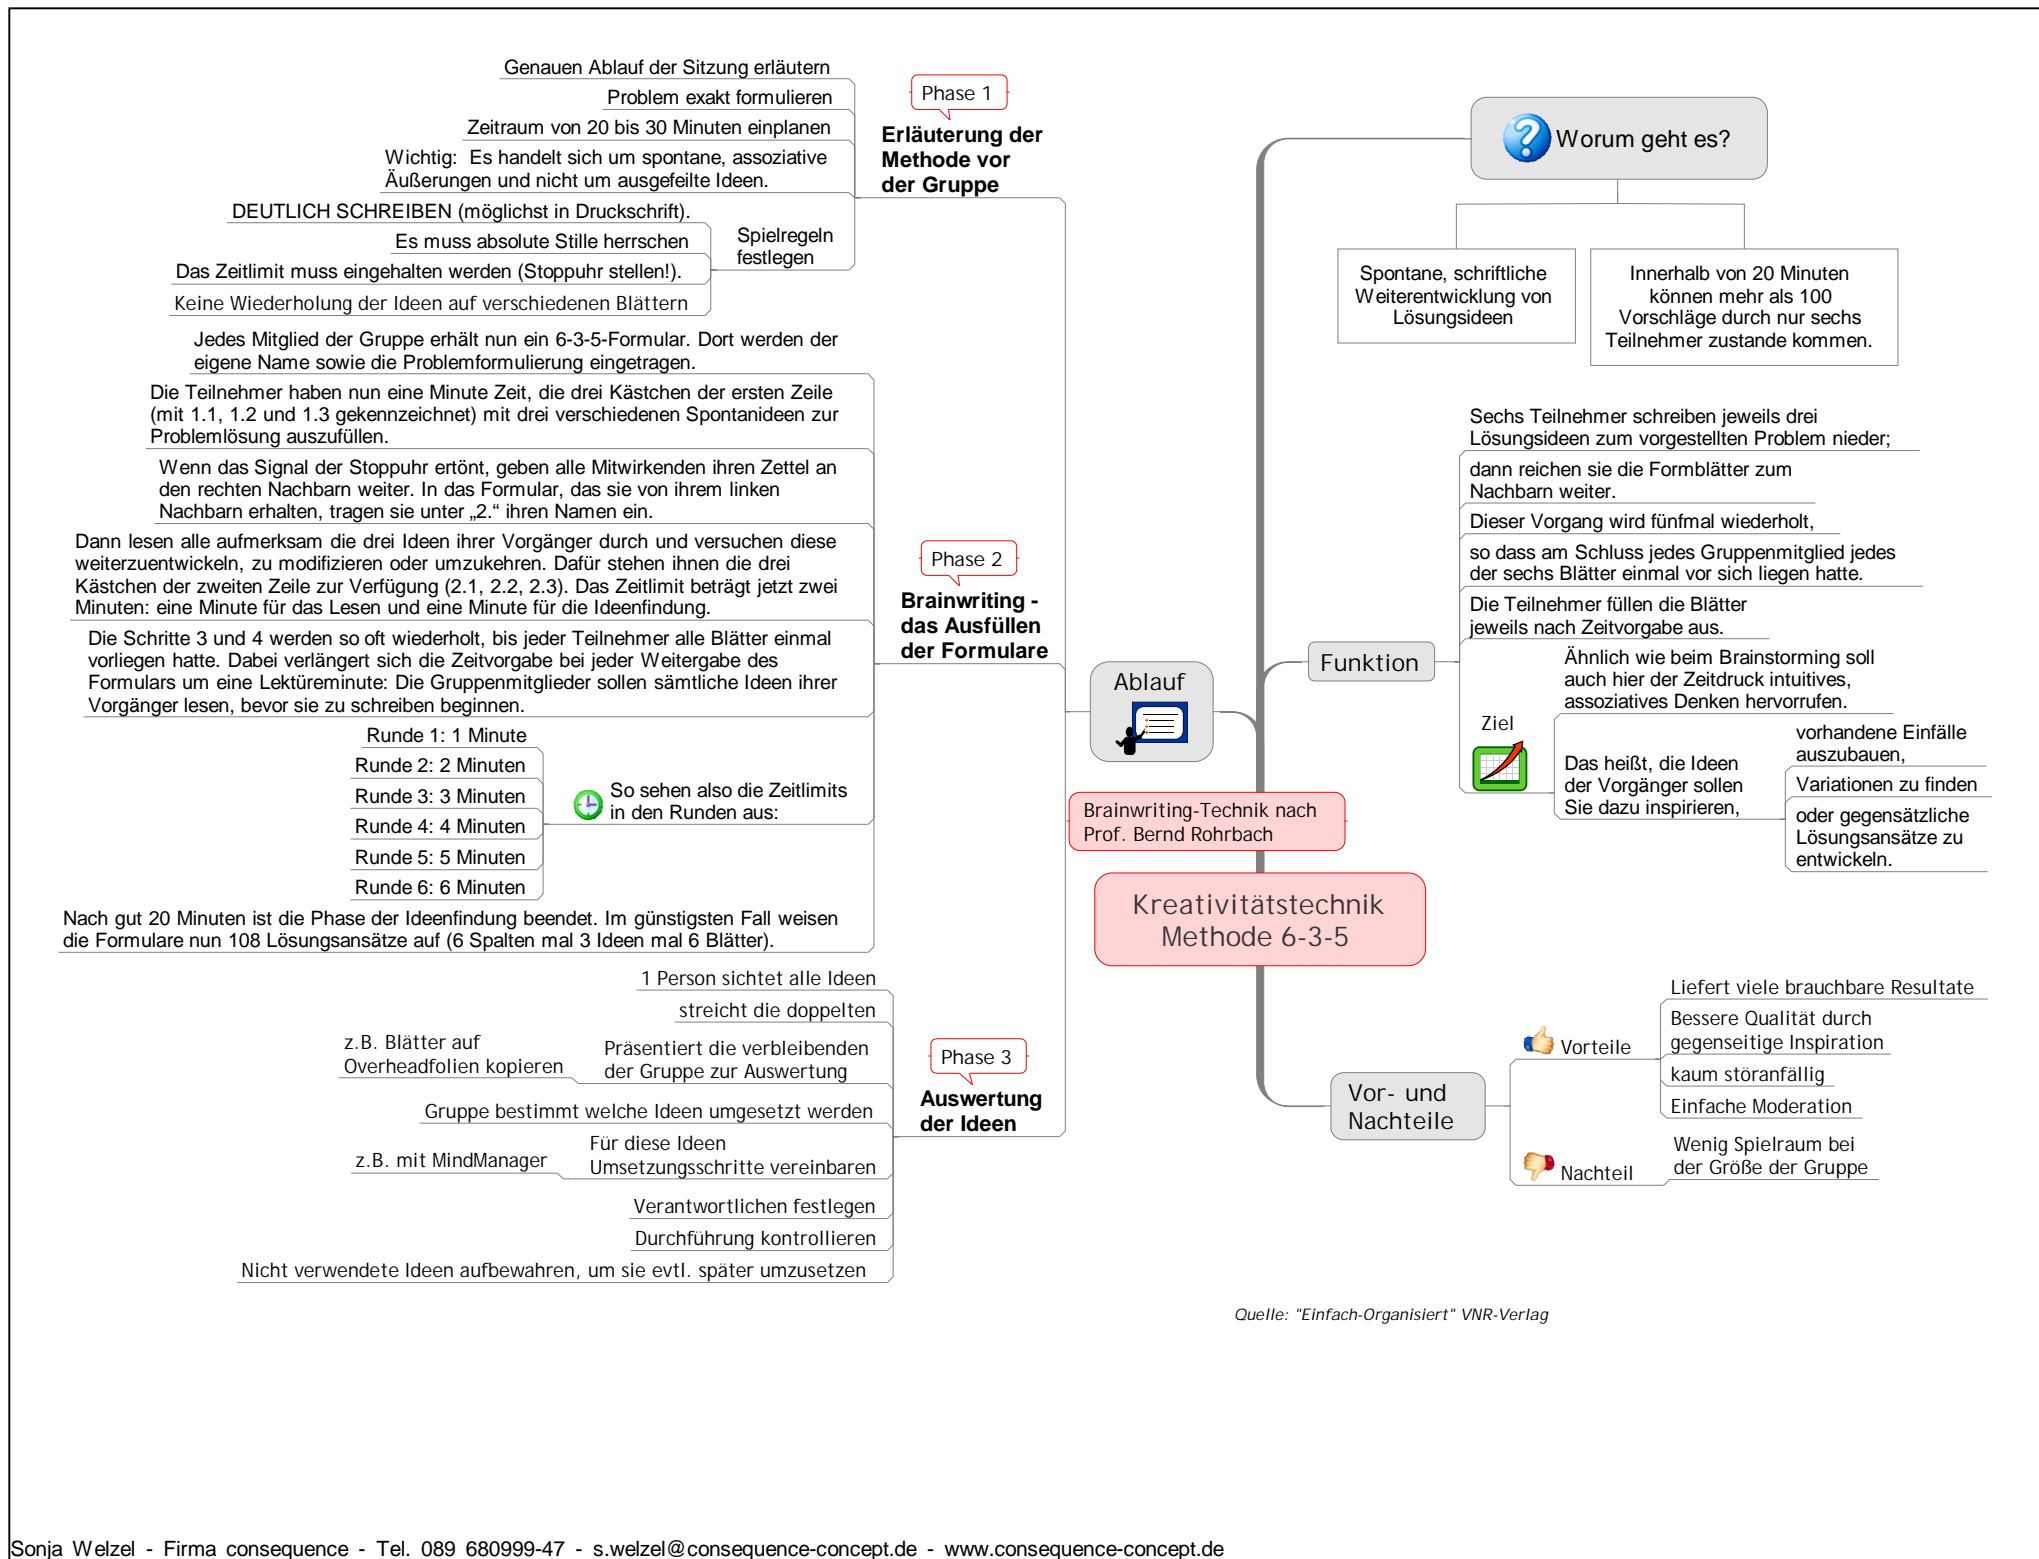 Kreativitätstechnik
Methode 6-3-5
Brainwriting-Technik nach
Prof. Bernd Rohrbach
Worum geht es?
Spontane, schriftliche
Weiterentwicklung von
Lösungsideen
Innerhalb von 20 Minuten
können mehr als 100
Vorschläge durch nur sechs
Teilnehmer zustande kommen.
Funktion
Sechs Teilnehmer schreiben jeweils drei
Lösungsideen zum vorgestellten Problem nieder;
dann reichen sie die Formblätter zum
Nachbarn weiter.
Dieser Vorgang wird fünfmal wiederholt,
so dass am Schluss jedes Gruppenmitglied jedes
der sechs Blätter einmal vor sich liegen hatte.
Die Teilnehmer füllen die Blätter
jeweils nach Zeitvorgabe aus.
Ziel
Ähnlich wie beim Brainstorming soll
auch hier der Zeitdruck intuitives,
assoziatives Denken hervorrufen.
Das heißt, die Ideen
der Vorgänger sollen
Sie dazu inspirieren,
vorhandene Einfälle
auszubauen,
Variationen zu finden
oder gegensätzliche
Lösungsansätze zu
entwickeln.
Vor- und
Nachteile
Vorteile
Liefert viele brauchbare Resultate
Bessere Qualität durch
gegenseitige Inspiration
kaum störanfällig
Einfache Moderation
Nachteil
Wenig Spielraum bei
der Größe der Gruppe
Ablauf
Phase 1
Erläuterung der
Methode vor
der Gruppe
Genauen Ablauf der Sitzung erläutern
Problem exakt formulieren
Zeitraum von 20 bis 30 Minuten einplanen
Wichtig: Es handelt sich um spontane, assoziative
Äußerungen und nicht um ausgefeilte Ideen.
Spielregeln
festlegen
DEUTLICH SCHREIBEN (möglichst in Druckschrift).
Es muss absolute Stille herrschen
Das Zeitlimit muss eingehalten werden (Stoppuhr stellen!).
Keine Wiederholung der Ideen auf verschiedenen Blättern
Phase 2
Brainwriting -
das Ausfüllen
der Formulare
Jedes Mitglied der Gruppe erhält nun ein 6-3-5-Formular. Dort werden der
eigene Name sowie die Problemformulierung eingetragen.
Die Teilnehmer haben nun eine Minute Zeit, die drei Kästchen der ersten Zeile
(mit 1.1, 1.2 und 1.3 gekennzeichnet) mit drei verschiedenen Spontanideen zur
Problemlösung auszufüllen.
Wenn das Signal der Stoppuhr ertönt, geben alle Mitwirkenden ihren Zettel an
den rechten Nachbarn weiter. In das Formular, das sie von ihrem linken
Nachbarn erhalten, tragen sie unter „2.“ ihren Namen ein.
Dann lesen alle aufmerksam die drei Ideen ihrer Vorgänger durch und versuchen diese
weiterzuentwickeln, zu modifizieren oder umzukehren. Dafür stehen ihnen die drei
Kästchen der zweiten Zeile zur Verfügung (2.1, 2.2, 2.3). Das Zeitlimit beträgt jetzt zwei
Minuten: eine Minute für das Lesen und eine Minute für die Ideenfindung.
Die Schritte 3 und 4 werden so oft wiederholt, bis jeder Teilnehmer alle Blätter einmal
vorliegen hatte. Dabei verlängert sich die Zeitvorgabe bei jeder Weitergabe des
Formulars um eine Lektüreminute: Die Gruppenmitglieder sollen sämtliche Ideen ihrer
Vorgänger lesen, bevor sie zu schreiben beginnen.
So sehen also die Zeitlimits
in den Runden aus:
Runde 1: 1 Minute
Runde 2: 2 Minuten
Runde 3: 3 Minuten
Runde 4: 4 Minuten
Runde 5: 5 Minuten
Runde 6: 6 Minuten
Nach gut 20 Minuten ist die Phase der Ideenfindung beendet. Im günstigsten Fall weisen
die Formulare nun 108 Lösungsansätze auf (6 Spalten mal 3 Ideen mal 6 Blätter).
Phase 3
Auswertung
der Ideen
1 Person sichtet alle Ideen
streicht die doppelten
Präsentiert die verbleibenden
der Gruppe zur Auswertung
z.B. Blätter auf
Overheadfolien kopieren
Gruppe bestimmt welche Ideen umgesetzt werden
Für diese Ideen
Umsetzungsschritte vereinbaren
z.B. mit MindManager
Verantwortlichen festlegen
Durchführung kontrollieren
Nicht verwendete Ideen aufbewahren, um sie evtl. später umzusetzen
Quelle: "Einfach-Organisiert" VNR-Verlag
Sonja Welzel - Firma consequence - Tel. 089 680999-47 - s.welzel@consequence-concept.de - www.consequence-concept.de